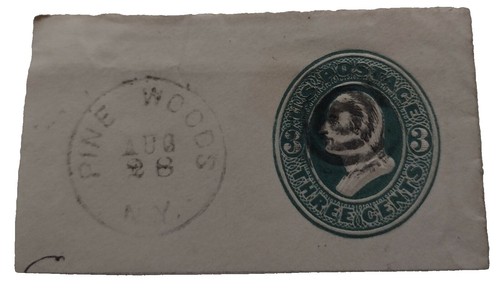 PINE WOODS
AUG
28
N.Y.
U.S. POSTAGE
3 3
THREE CENTS